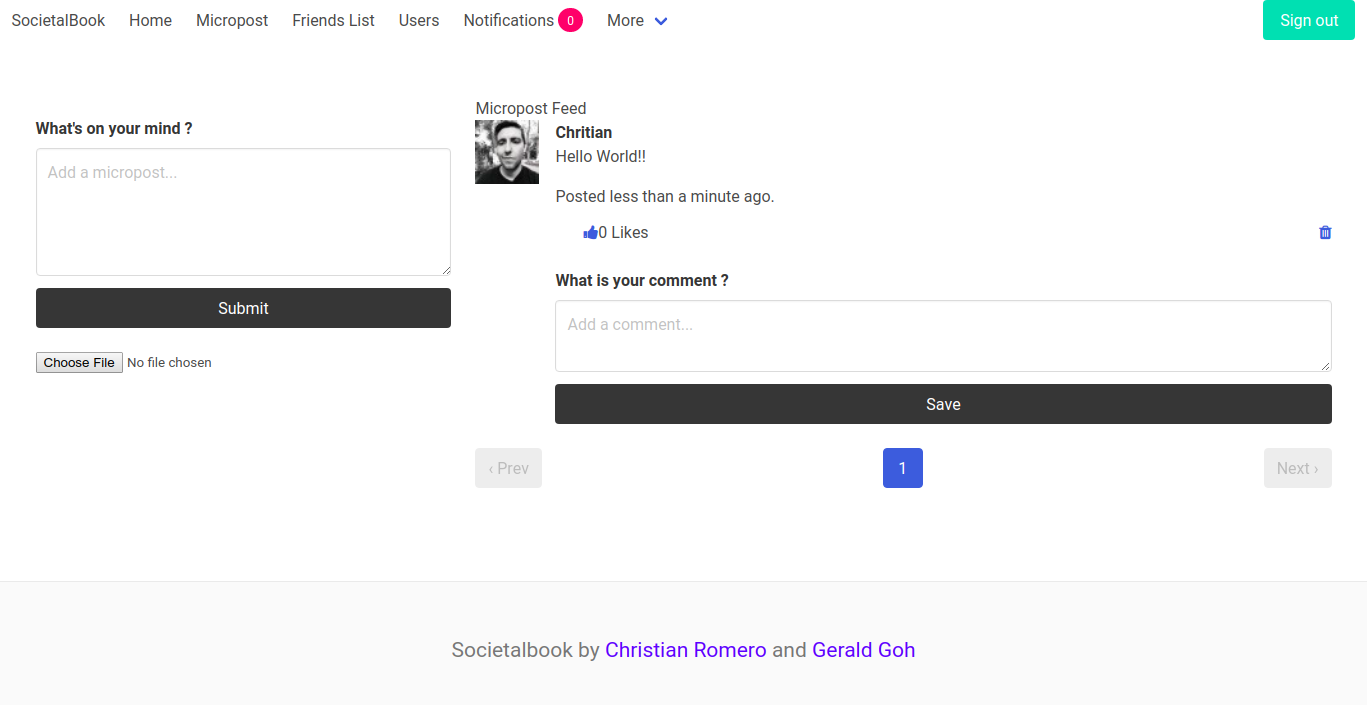 SocietalBook Home Micropost Friends List Users Notifications 0 More Sign out
What's on your mind ?
Add a micropost...
Submit
Choose File No file chosen
Micropost Feed
Chritian
Hello World!!
Posted less than a minute ago.
0 Likes
What is your comment ?
Add a comment...
Save
‹ Prev 1 Next ›
Societalbook by Christian Romero and Gerald Goh